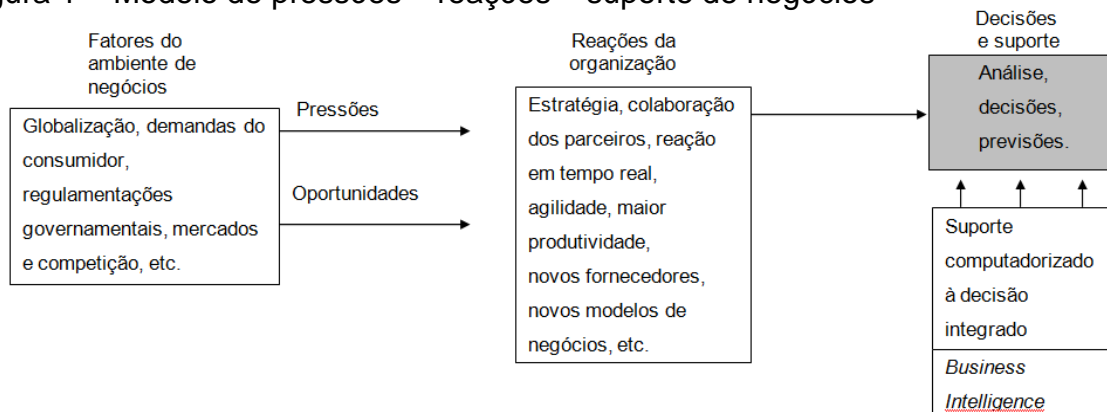 Modelo de pressões – reações – suporte de negócios
Fatores do
ambiente de
negócios
Globalização, demandas do
consumidor,
regulamentações
governamentais, mercados
e competição, etc.
Pressões
Oportunidades
Reações da
organização
Estratégia, colaboração
dos parceiros, reação
em tempo real,
agilidade, maior
produtividade,
novos fornecedores,
novos modelos de
negócios, etc.
Decisões
e suporte
Análise,
decisões,
previsões.
Suporte
computadorizado
à decisão
integrado
Business
Intelligence